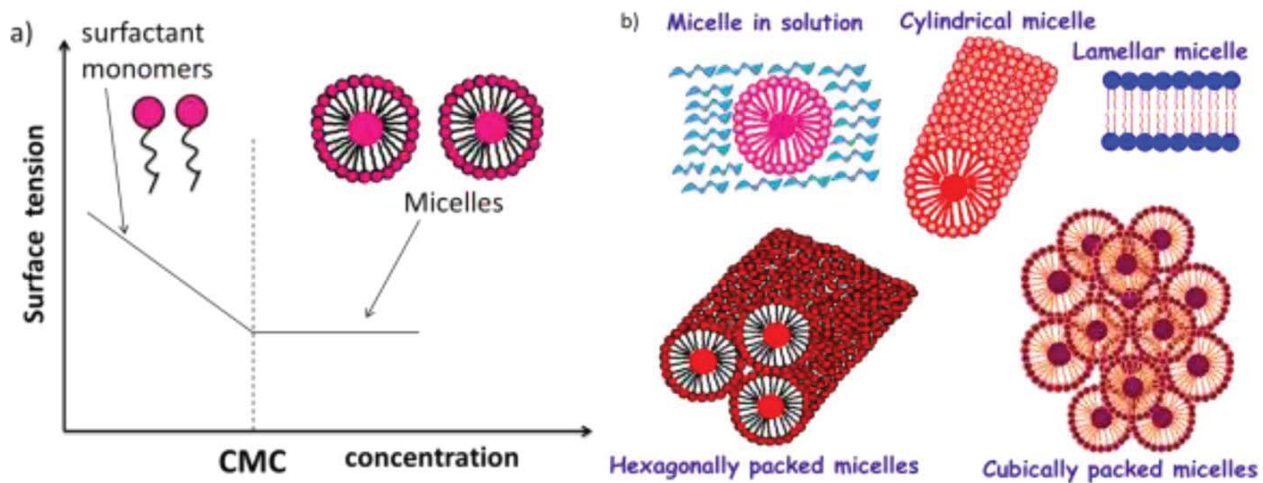 a)
surfactant
monomers
Micelles
Surface tension
CMC
concentration
b)
Micelle in solution
Cylindrical micelle
Lamellar micelle
Hexagonally packed micelles
Cubically packed micelles